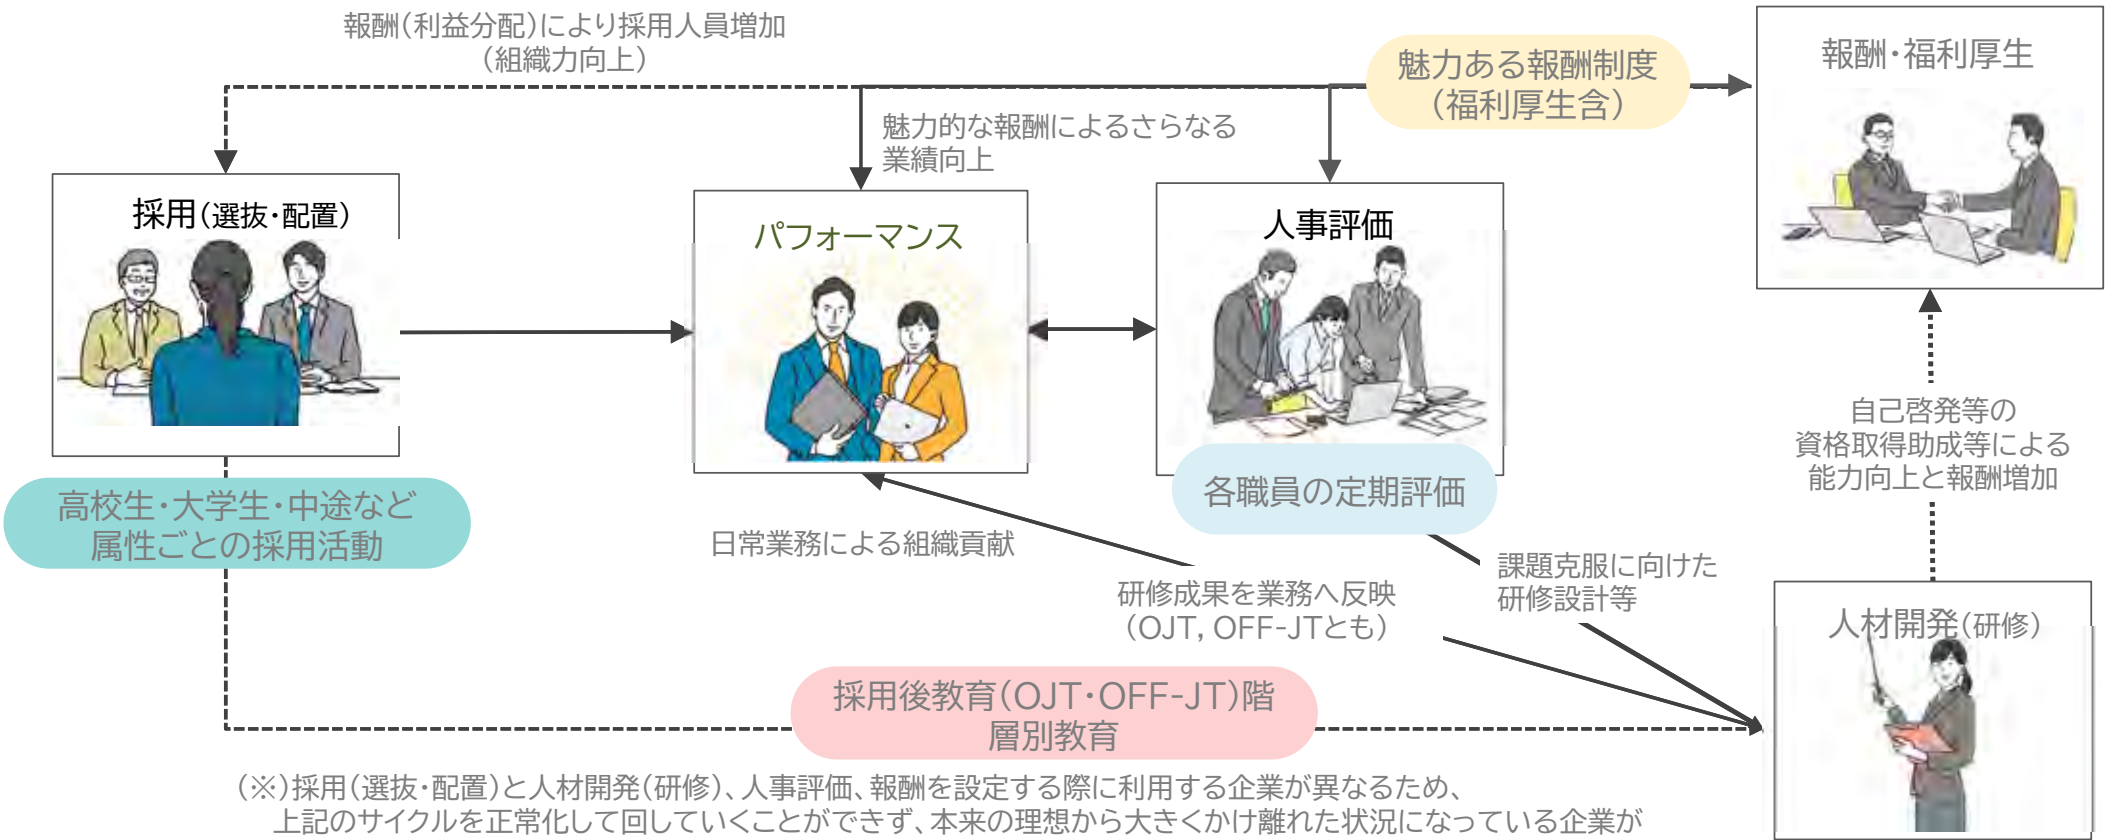 報酬(利益分配)により採用人員増加
(組織力向上)
魅力ある報酬制度
(福利厚生含)
報酬・福利厚生
魅力的な報酬によるさらなる
業績向上
採用(選抜・配置)
パフォーマンス
人事評価
高校生・大学生・中途など
属性ごとの採用活動
各職員の定期評価
自己啓発等の
資格取得助成等による
能力向上と報酬増加
日常業務による組織貢献
課題克服に向けた
研修設計等
研修成果を業務へ反映
(OJT, OFF-JTとも)
人材開発(研修)
採用後教育(OJT・OFF-JT)階
層別教育
(※)採用(選抜・配置)と人材開発(研修)、人事評価、報酬を設定する際に利用する企業が異なるため、
上記のサイクルを正常化して回していくことができず、本来の理想から大きくかけ離れた状況になっている企業が